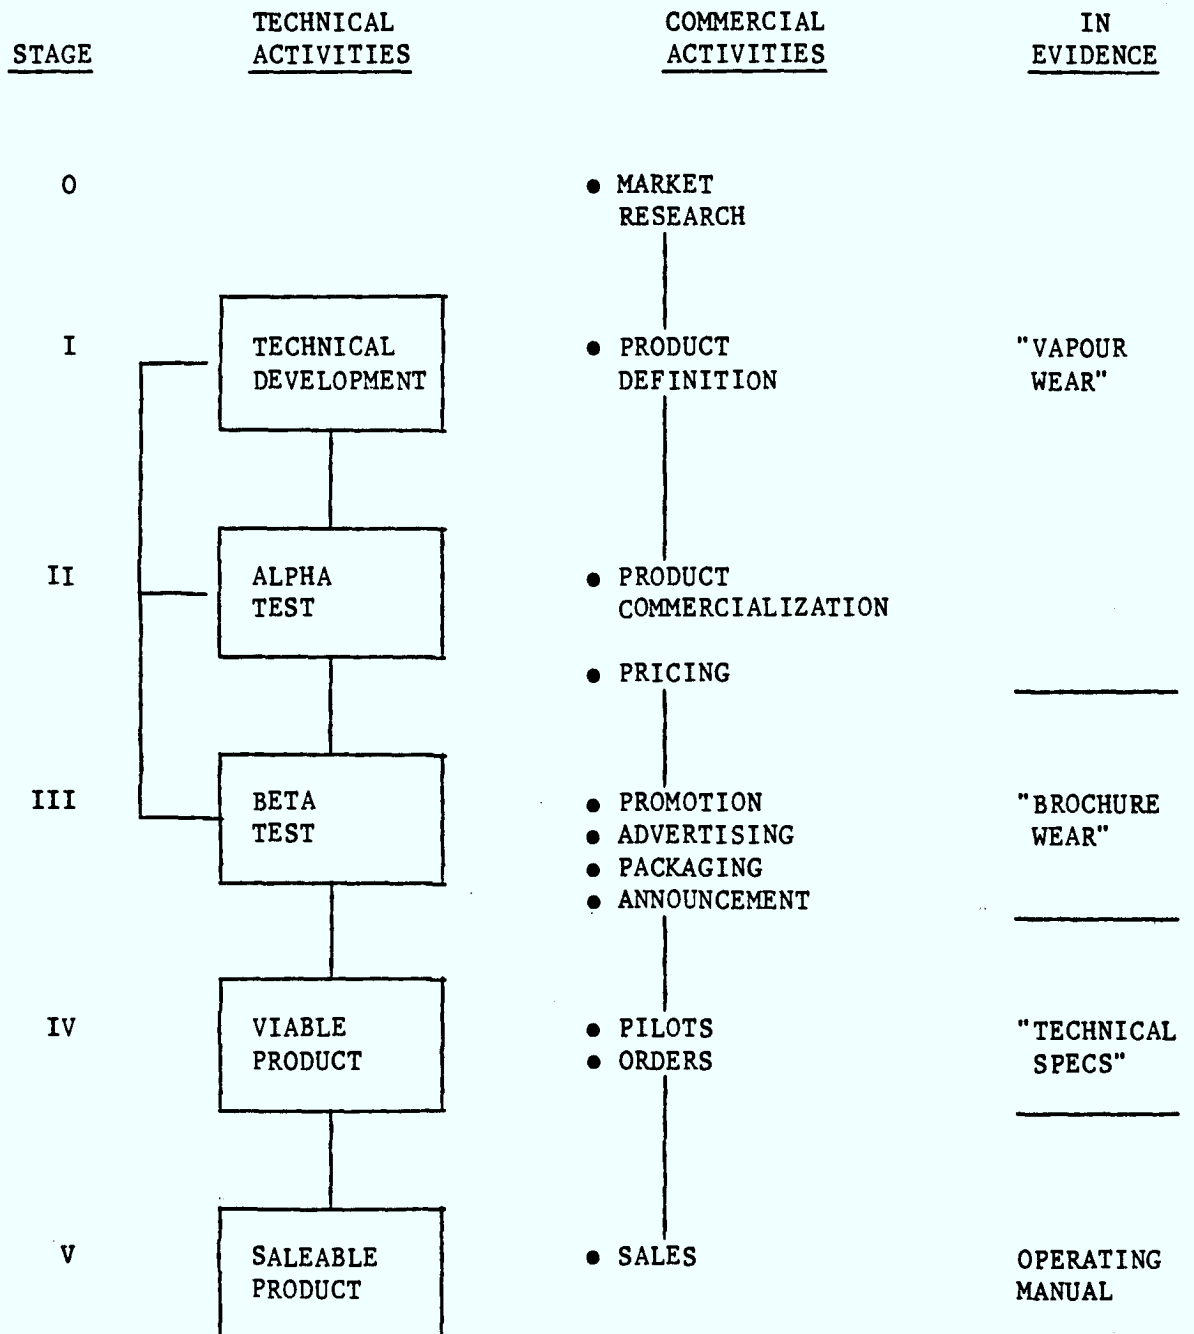 TECHNICAL COMMERCIAL IN
STAGE ACTIVITIES ACTIVITIES EVIDENCE
O ● MARKET
RESEARCH
I TECHNICAL ● PRODUCT "VAPOUR
DEVELOPMENT DEFINITION WEAR"
II ALPHA ● PRODUCT
TEST COMMERCIALIZATION
● PRICING
III BETA ● PROMOTION "BROCHURE
TEST ● ADVERTISING WEAR"
● PACKAGING
● ANNOUNCEMENT
IV VIABLE ● PILOTS "TECHNICAL
PRODUCT ● ORDERS SPECS"
V SALEABLE ● SALES OPERATING
PRODUCT MANUAL